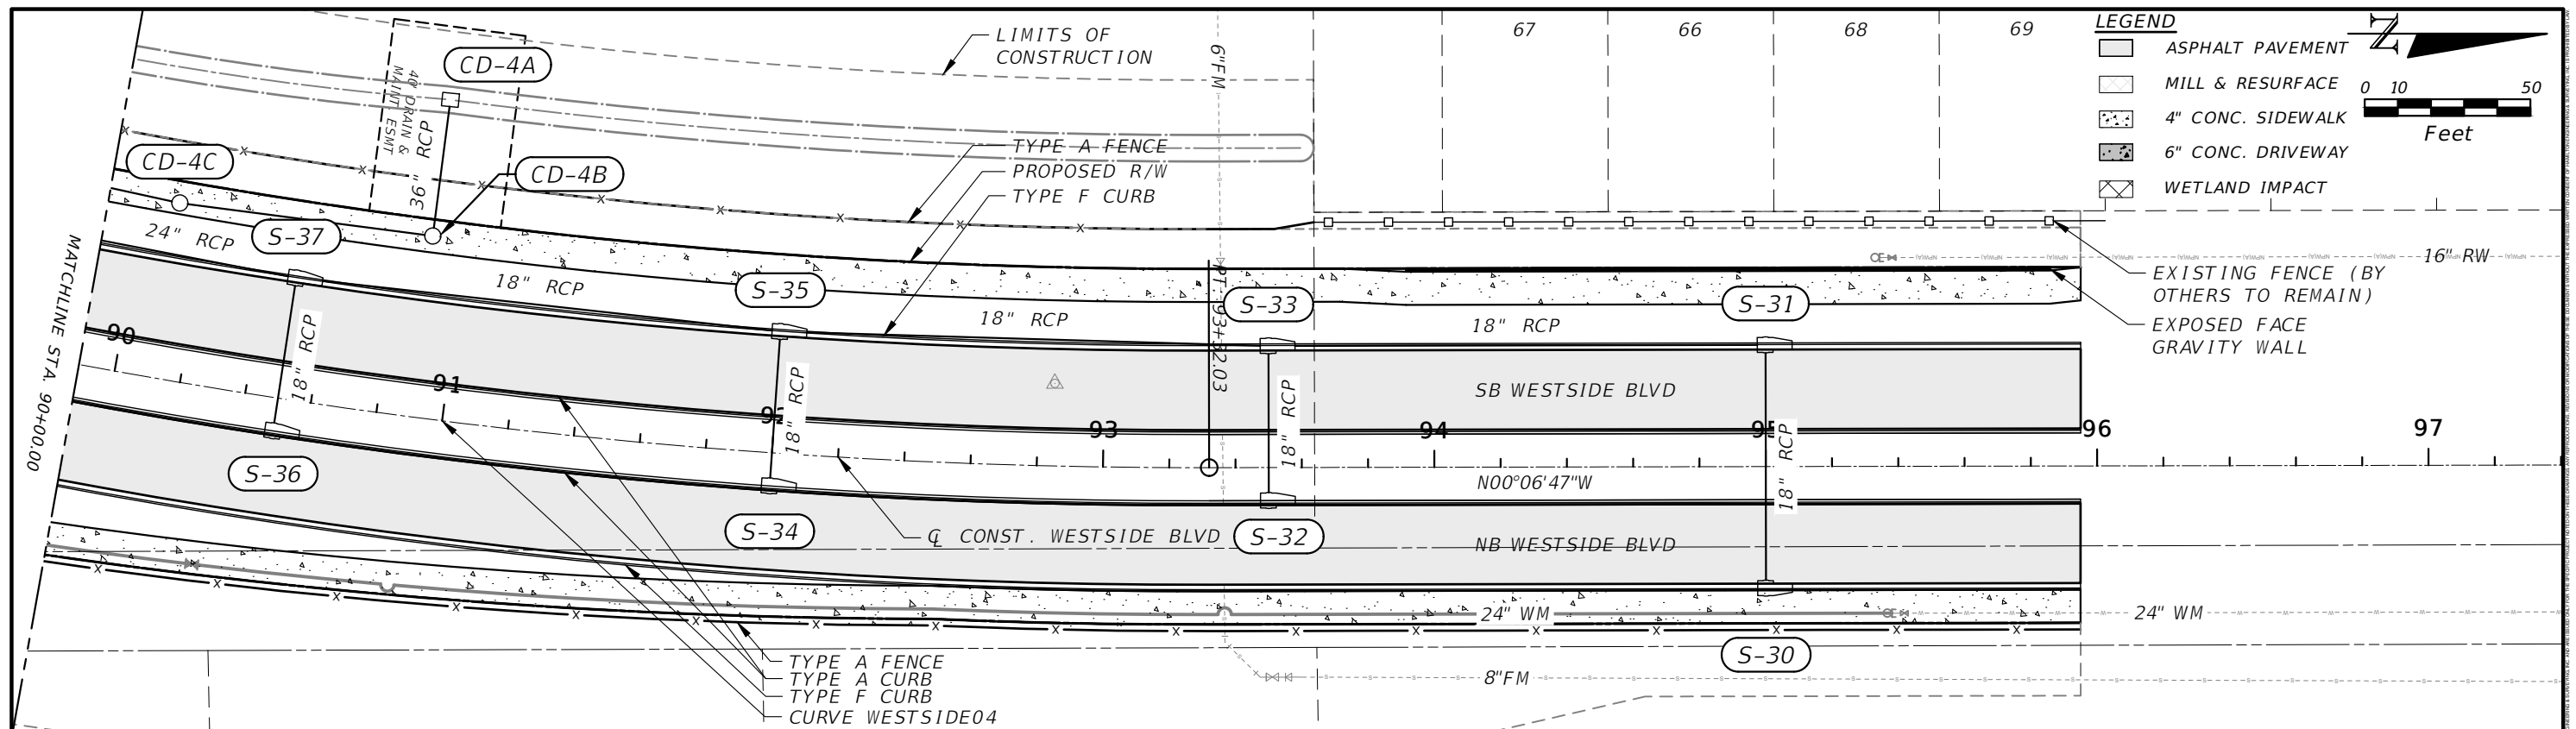 LIMITS OF
CONSTRUCTION
6"FM
67
66
68
69
LEGEND
ASPHALT PAVEMENT
MILL & RESURFACE
4" CONC. SIDEWALK
6" CONC. DRIVEWAY
WETLAND IMPACT
N
0 10 50
Feet
CD-4A
40' DRAIN &
MAINT. ESMT
36" RCP
CD-4C
CD-4B
TYPE A FENCE
PROPOSED R/W
TYPE F CURB
24" RCP
S-37
18" RCP
S-35
18" RCP
S-33
18" RCP
S-31
16" RW
EXISTING FENCE (BY
OTHERS TO REMAIN)
EXPOSED FACE
GRAVITY WALL
MATCHLINE STA. 90+00.00
PT 93+32.03
90
91
92
93
94
95
96
97
18" RCP
18" RCP
18" RCP
18" RCP
SB WESTSIDE BLVD
N00°06'47"W
S-36
S-34
℄ CONST. WESTSIDE BLVD
S-32
NB WESTSIDE BLVD
24" WM
24" WM
S-30
8"FM
TYPE A FENCE
TYPE A CURB
TYPE F CURB
CURVE WESTSIDE04